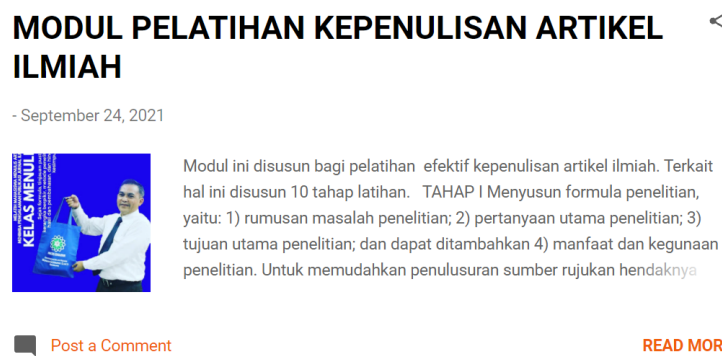 MODUL PELATIHAN KEPENULISAN ARTIKEL
ILMIAH
- September 24, 2021
KELAS MENUL
Modul ini disusun bagi pelatihan efektif kepenulisan artikel ilmiah. Terkait
hal ini disusun 10 tahap latihan. TAHAP I Menyusun formula penelitian,
yaitu: 1) rumusan masalah penelitian; 2) pertanyaan utama penelitian; 3)
tujuan utama penelitian; dan dapat ditambahkan 4) manfaat dan kegunaan
penelitian. Untuk memudahkan penulusuran sumber rujukan hendaknya
Post a Comment
READ MOR